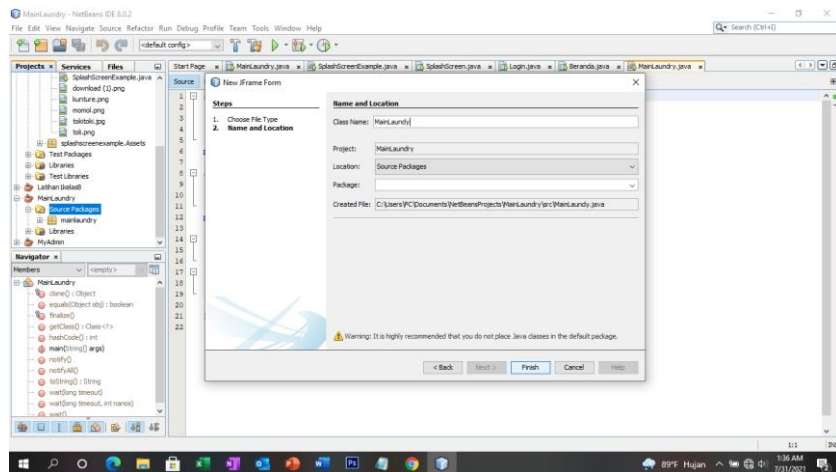 MainLaundry - NetBeans IDE 8.0.2
File Edit View Navigate Source Refactor Run Debug Profile Team Tools Window Help
Search (Ctrl+I)
<default config>
Projects Services Files
Start Page MainLaundry.java SplashScreenExample.java SplashScreen.java Login.java Beranda.java MainLaundry.java
Source
SplashScreenExample.java
download (1).png
kunture.png
momol.png
tokitoki.jpg
toli.png
splashscreenexample.Assets
Test Packages
Libraries
Test Libraries
Latihan 1kelasB
MainLaundry
Source Packages
mainlaundry
Libraries
MyAdmin
Navigator
Members <empty>
MainLaundry
clone() : Object
equals(Object obj) : boolean
finalize()
getClass() : Class<?>
hashCode() : int
main(String[] args)
notify()
notifyAll()
toString() : String
wait(long timeout)
wait(long timeout, int nanos)
wait()
1
2
3
4
5
6
7
8
9
10
11
12
13
14
15
16
17
18
19
20
21
22
New JFrame Form
Steps
1. Choose File Type
2. Name and Location
Name and Location
Class Name: MainLaundy
Project: MainLaundry
Location: Source Packages
Package:
Created File: C:\Users\PC\Documents\NetBeansProjects\MainLaundry\src\MainLaundy.java
Warning: It is highly recommended that you do not place Java classes in the default package.
< Back Next > Finish Cancel Help
1:1
89°F Hujan
1:36 AM
7/31/2021